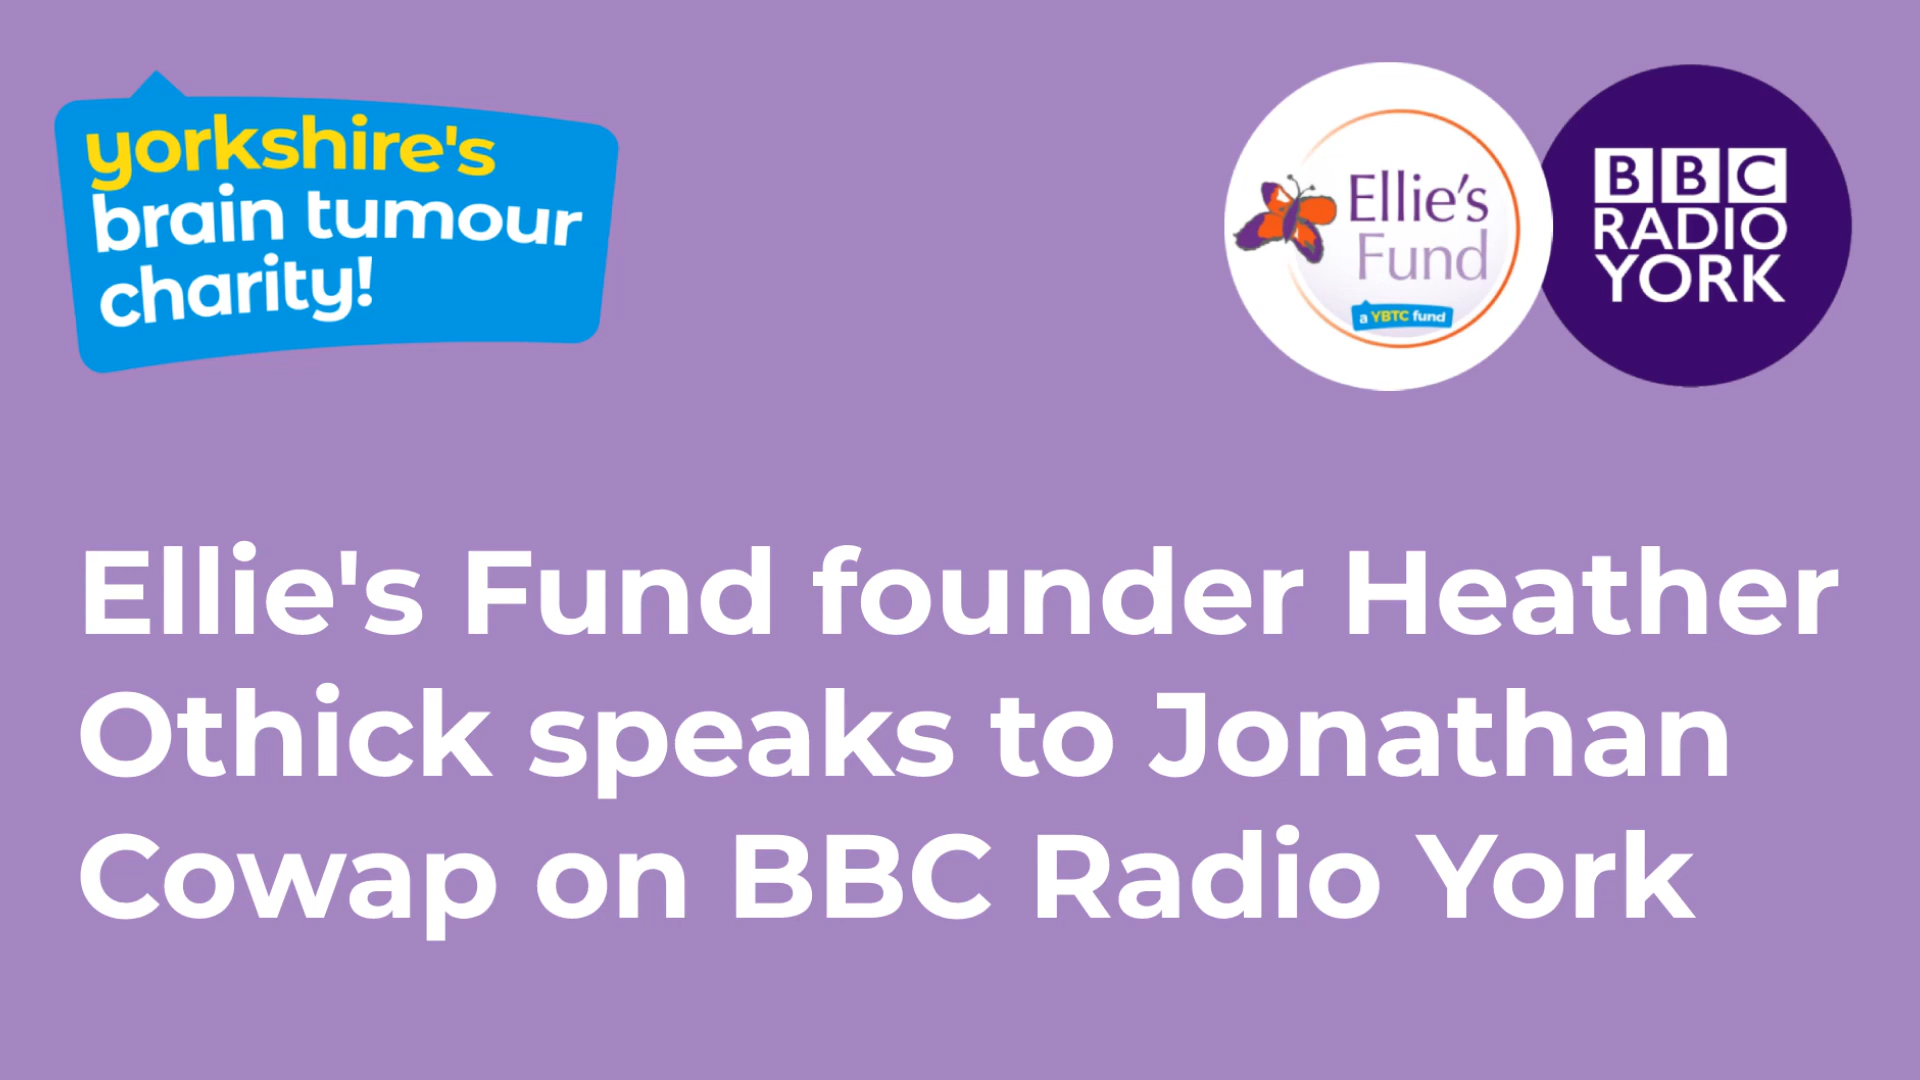 yorkshire's
brain tumour
charity!
Ellie's
Fund
a YBTC fund
BBC
RADIO
YORK
Ellie's Fund founder Heather
Othick speaks to Jonathan
Cowap on BBC Radio York